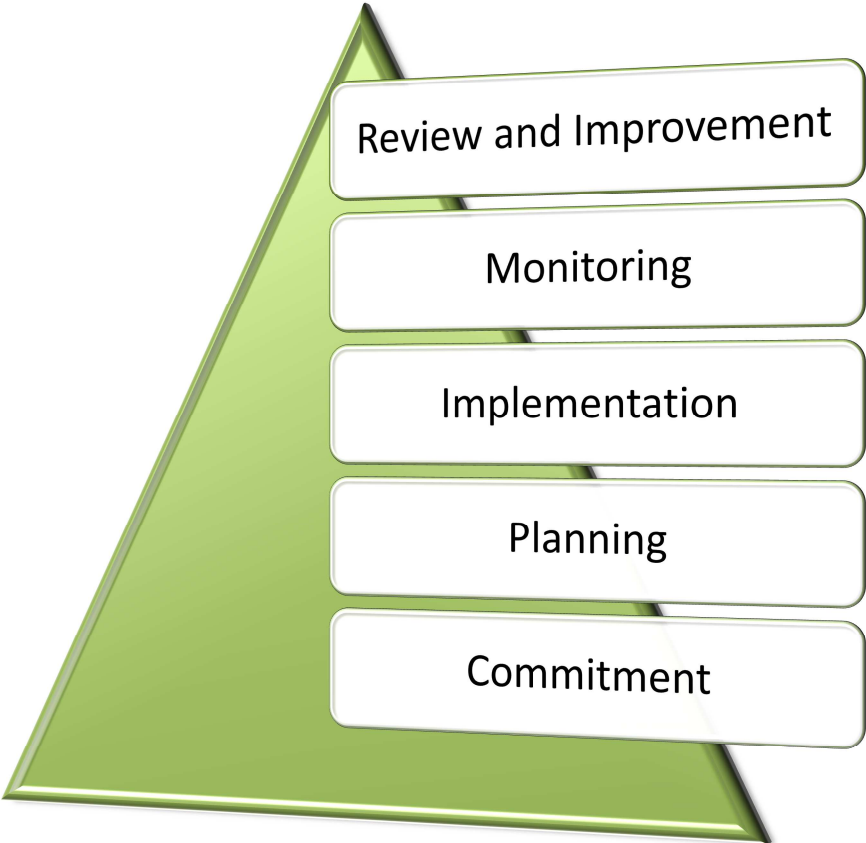 Review and Improvement
Monitoring
Implementation
Planning
Commitment